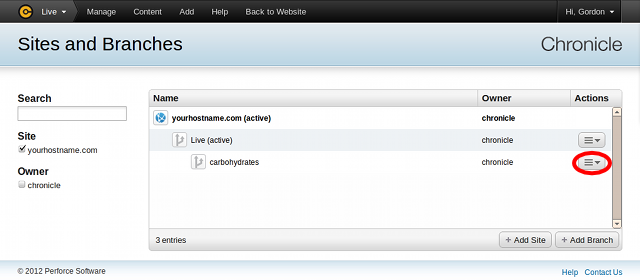 Live Manage Content Add Help Back to Website Hi, Gordon
Sites and Branches Chronicle
Search
Site
yourhostname.com
Owner
chronicle
Name Owner Actions
yourhostname.com (active) chronicle
Live (active) chronicle
carbohydrates chronicle
3 entries + Add Site + Add Branch
© 2012 Perforce Software Help Contact Us